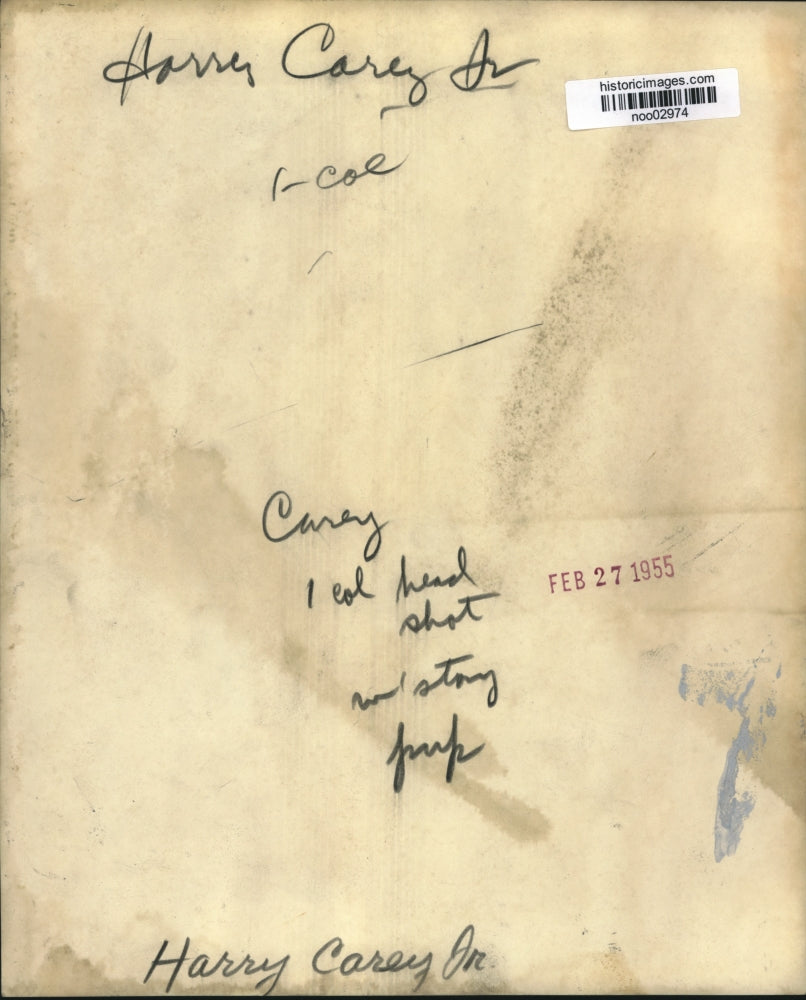 Harry Carey Jr
historicimages.com
noo02974
1-col
Carey
1 col head
shot
FEB 27 1955
w/ story
Harry Carey Jr.